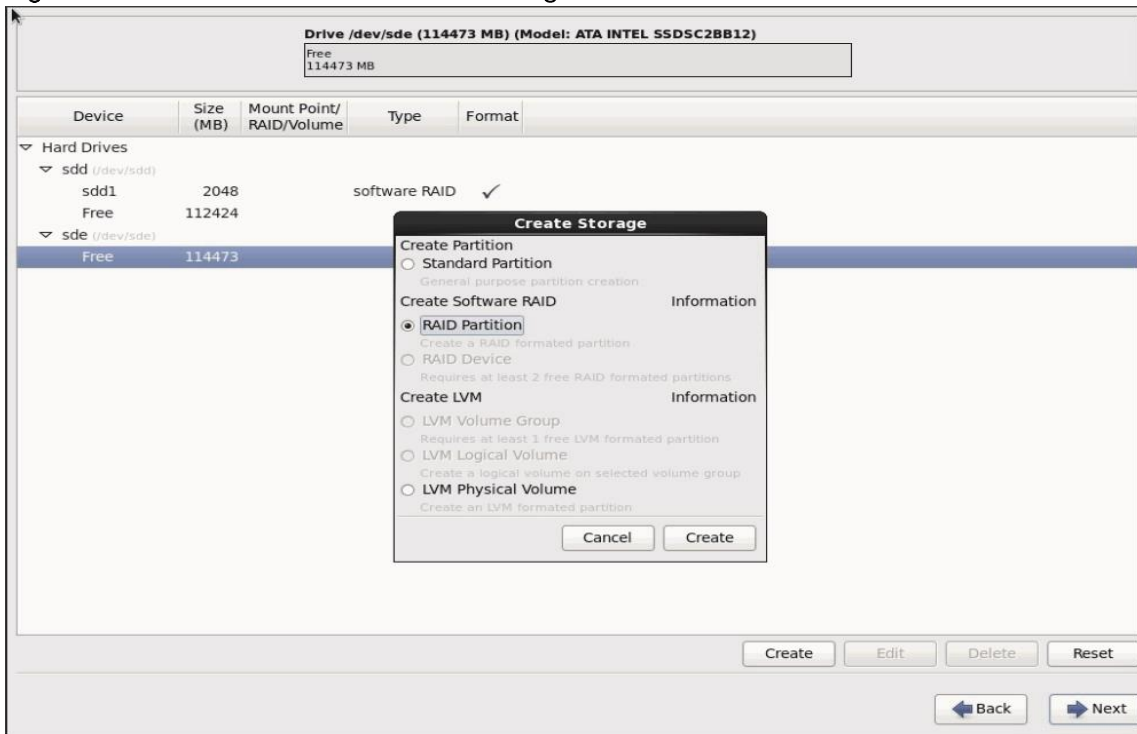 Drive /dev/sde (114473 MB) (Model: ATA INTEL SSDSC2BB12)
Free
114473 MB
Device Size (MB) Mount Point/ RAID/Volume Type Format
Hard Drives
sdd (/dev/sdd)
sdd1 2048 software RAID ✓
Free 112424
sde (/dev/sde)
Free 114473
Create Storage
Create Partition
Standard Partition
General purpose partition creation
Create Software RAID Information
RAID Partition
Create a RAID formated partition
RAID Device
Requires at least 2 free RAID formated partitions
Create LVM Information
LVM Volume Group
Requires at least 1 free LVM formated partition
LVM Logical Volume
Create a logical volume on selected volume group
LVM Physical Volume
Create an LVM formated partition
Cancel Create
Create Edit Delete Reset
Back Next